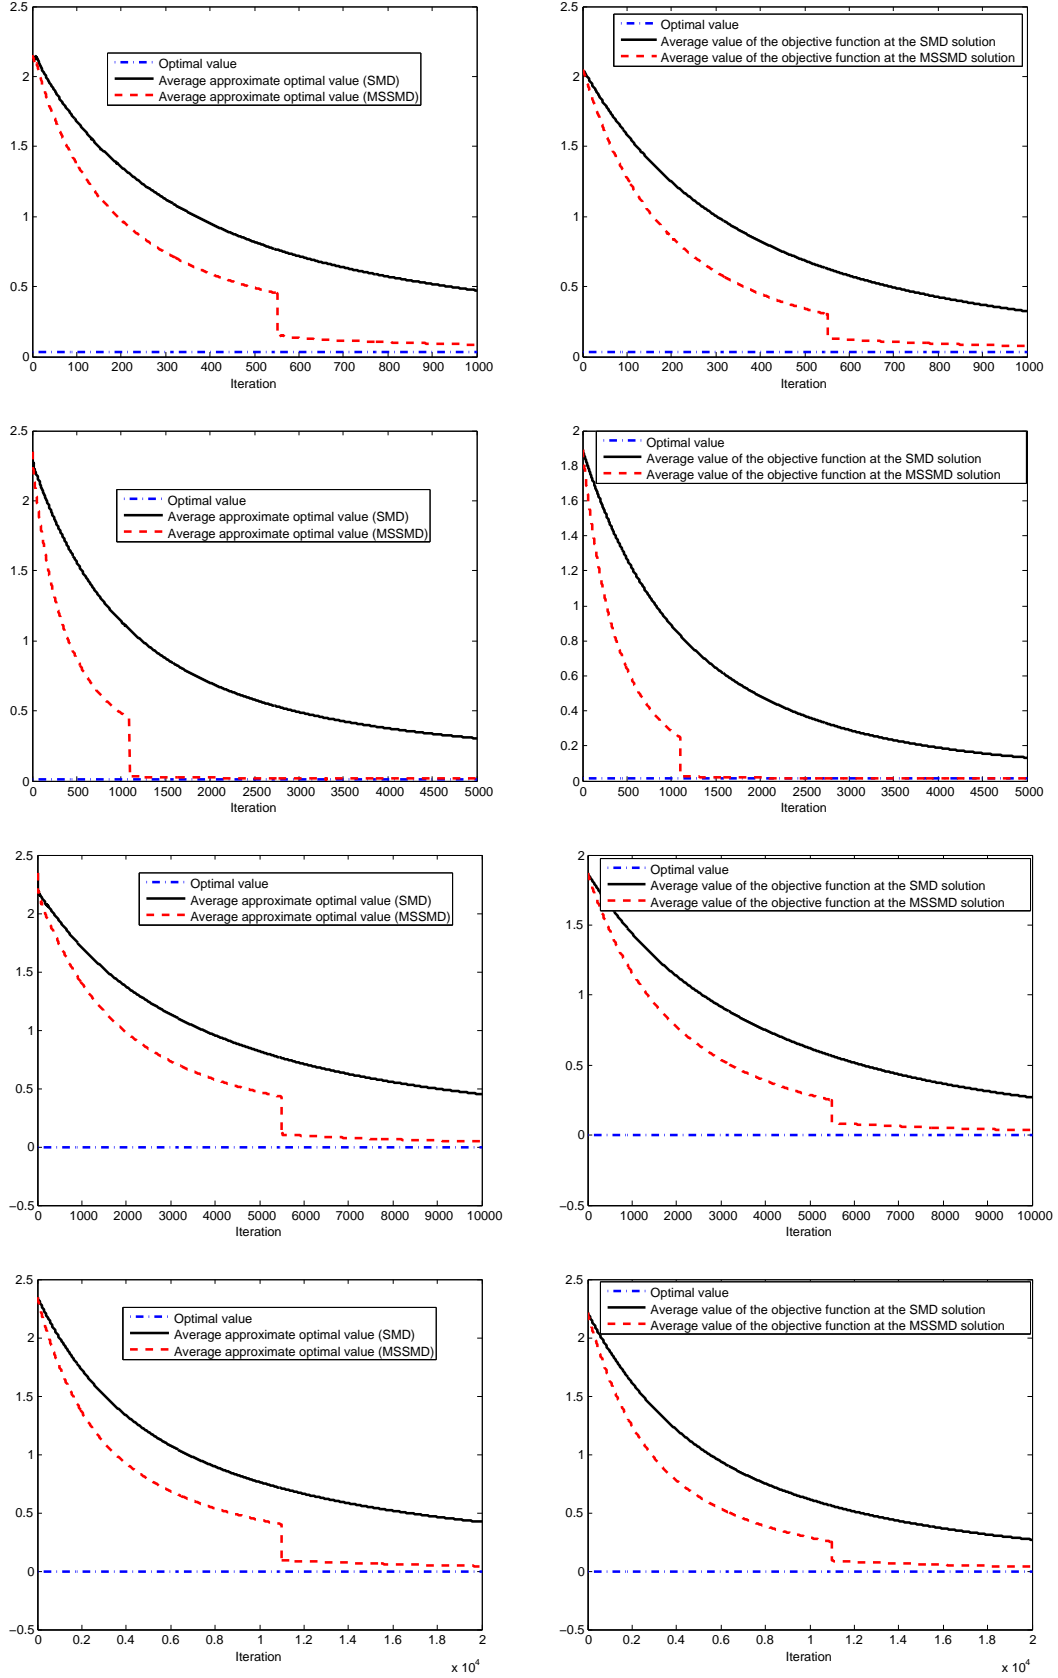 2.5
2
1.5
1
0.5
0
0 100 200 300 400 500 600 700 800 900 1000
Iteration
Optimal value
Average approximate optimal value (SMD)
Average approximate optimal value (MSSMD)
2.5
2
1.5
1
0.5
0
0 100 200 300 400 500 600 700 800 900 1000
Iteration
Optimal value
Average value of the objective function at the SMD solution
Average value of the objective function at the MSSMD solution
2.5
2
1.5
1
0.5
0
0 500 1000 1500 2000 2500 3000 3500 4000 4500 5000
Iteration
Optimal value
Average approximate optimal value (SMD)
Average approximate optimal value (MSSMD)
2
1.8
1.6
1.4
1.2
1
0.8
0.6
0.4
0.2
0
0 500 1000 1500 2000 2500 3000 3500 4000 4500 5000
Iteration
Optimal value
Average value of the objective function at the SMD solution
Average value of the objective function at the MSSMD solution
2.5
2
1.5
1
0.5
0
−0.5
0 1000 2000 3000 4000 5000 6000 7000 8000 9000 10000
Iteration
Optimal value
Average approximate optimal value (SMD)
Average approximate optimal value (MSSMD)
2
1.5
1
0.5
0
−0.5
0 1000 2000 3000 4000 5000 6000 7000 8000 9000 10000
Iteration
Optimal value
Average value of the objective function at the SMD solution
Average value of the objective function at the MSSMD solution
2.5
2
1.5
1
0.5
0
−0.5
0 0.2 0.4 0.6 0.8 1 1.2 1.4 1.6 1.8 2
Iteration
x 10⁴
Optimal value
Average approximate optimal value (SMD)
Average approximate optimal value (MSSMD)
2.5
2
1.5
1
0.5
0
−0.5
0 0.2 0.4 0.6 0.8 1 1.2 1.4 1.6 1.8 2
Iteration
x 10⁴
Optimal value
Average value of the objective function at the SMD solution
Average value of the objective function at the MSSMD solution